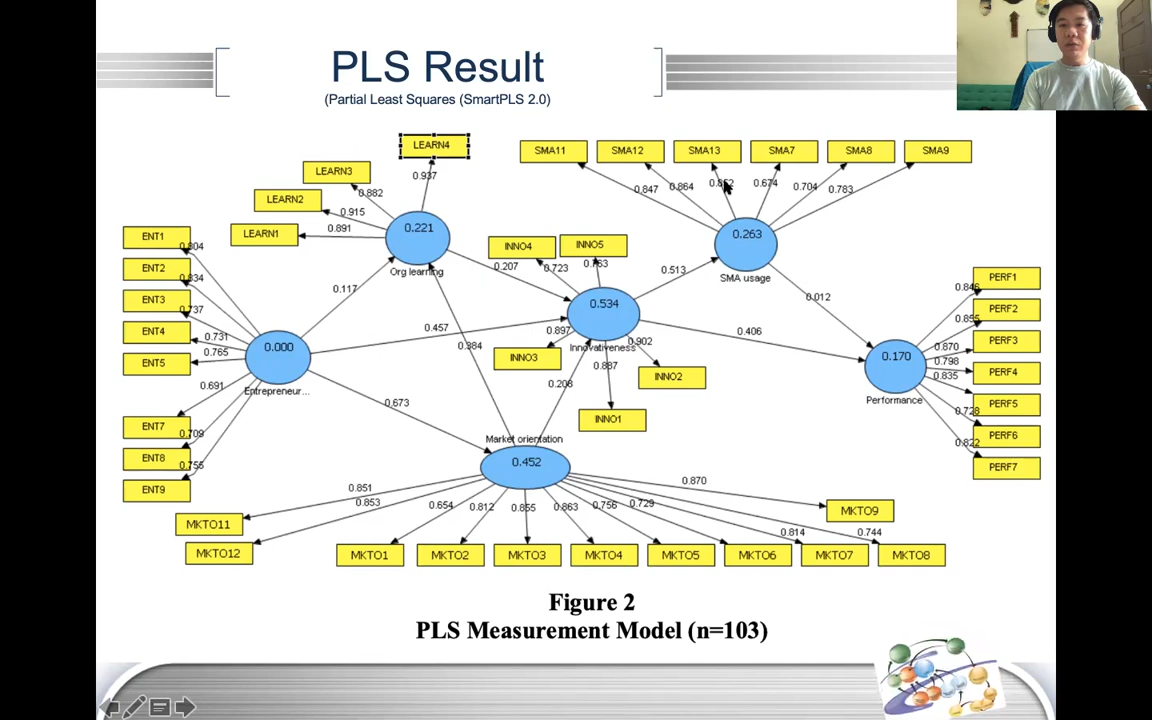 PLS Result
(Partial Least Squares (SmartPLS 2.0)
LEARN4
SMA11 SMA12 SMA13 SMA7 SMA8 SMA9
LEARN3
0.937
0.847 0.864 0.674 0.704 0.783
0.882
LEARN2
0.915
LEARN1
0.891
0.221
Org learning
0.263
SMA usage
ENT1
0.804
ENT2
0.834
ENT3
0.737
ENT4
0.731
ENT5
0.765
INNO4 INNO5
0.207
0.723
0.763
0.513
0.117
0.534
Innovativeness
0.012
0.457
0.384
0.897
0.902
0.406
INNO3
0.887
INNO2
0.208
INNO1
0.000
Entrepreneur...
0.691
ENT7
0.709
ENT8
0.755
ENT9
0.673
PERF1
0.846
PERF2
0.855
PERF3
0.870
PERF4
0.798
PERF5
0.835
PERF6
0.728
PERF7
0.822
0.170
Performance
Market orientation
0.452
0.851
0.853
0.654
0.812
0.855
0.863
0.756
0.729
0.870
0.814
0.744
MKTO9
MKTO11
MKTO12 MKTO1 MKTO2 MKTO3 MKTO4 MKTO5 MKTO6 MKTO7 MKTO8
Figure 2
PLS Measurement Model (n=103)